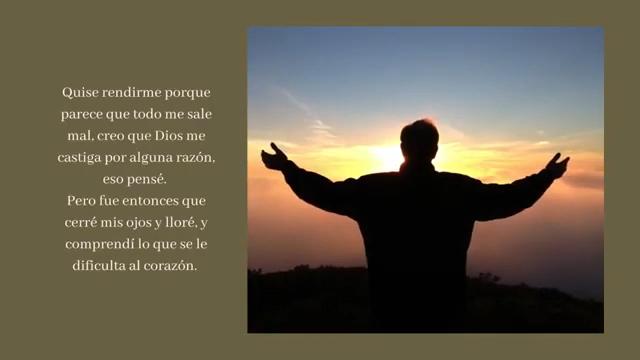 Quise rendirme porque
parece que todo me sale
mal, creo que Dios me
castiga por alguna razón,
eso pensé.
Pero fue entonces que
cerré mis ojos y lloré, y
comprendí lo que se le
dificulta al corazón.